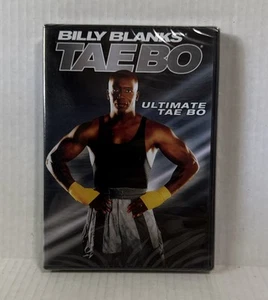 BILLY BLANKS'
TAEBO
ULTIMATE
TAE BO